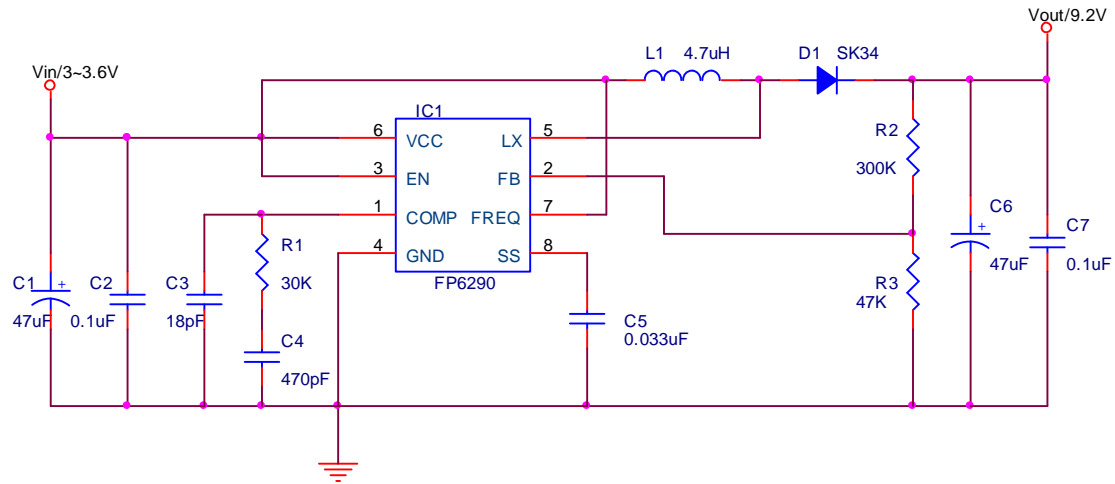 Vout/9.2V
Vin/3~3.6V
L1 4.7uH
D1 SK34
IC1
6 VCC LX 5
3 EN FB 2
1 COMP FREQ 7
4 GND SS 8
FP6290
R2
300K
R1
30K
R3
47K
C1
47uF
C2
0.1uF
C3
18pF
C4
470pF
C5
0.033uF
C6
+
47uF
C7
0.1uF
+